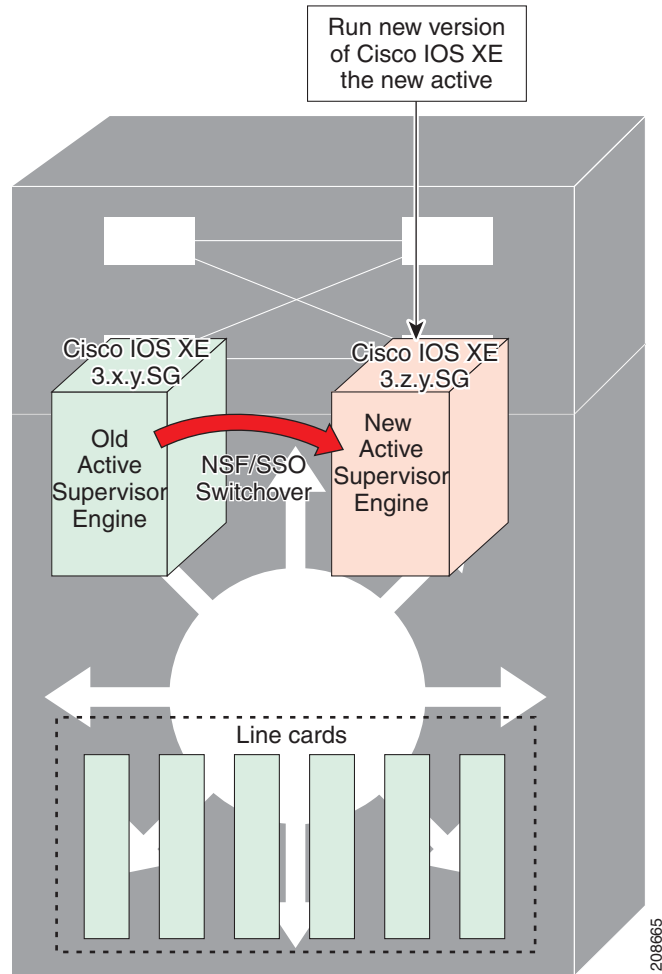 Run new version
of Cisco IOS XE
the new active
Cisco IOS XE
3.x.y.SG
Cisco IOS XE
3.z.y.SG
Old
Active
Supervisor
Engine
NSF/SSO
Switchover
New
Active
Supervisor
Engine
Line cards
208665